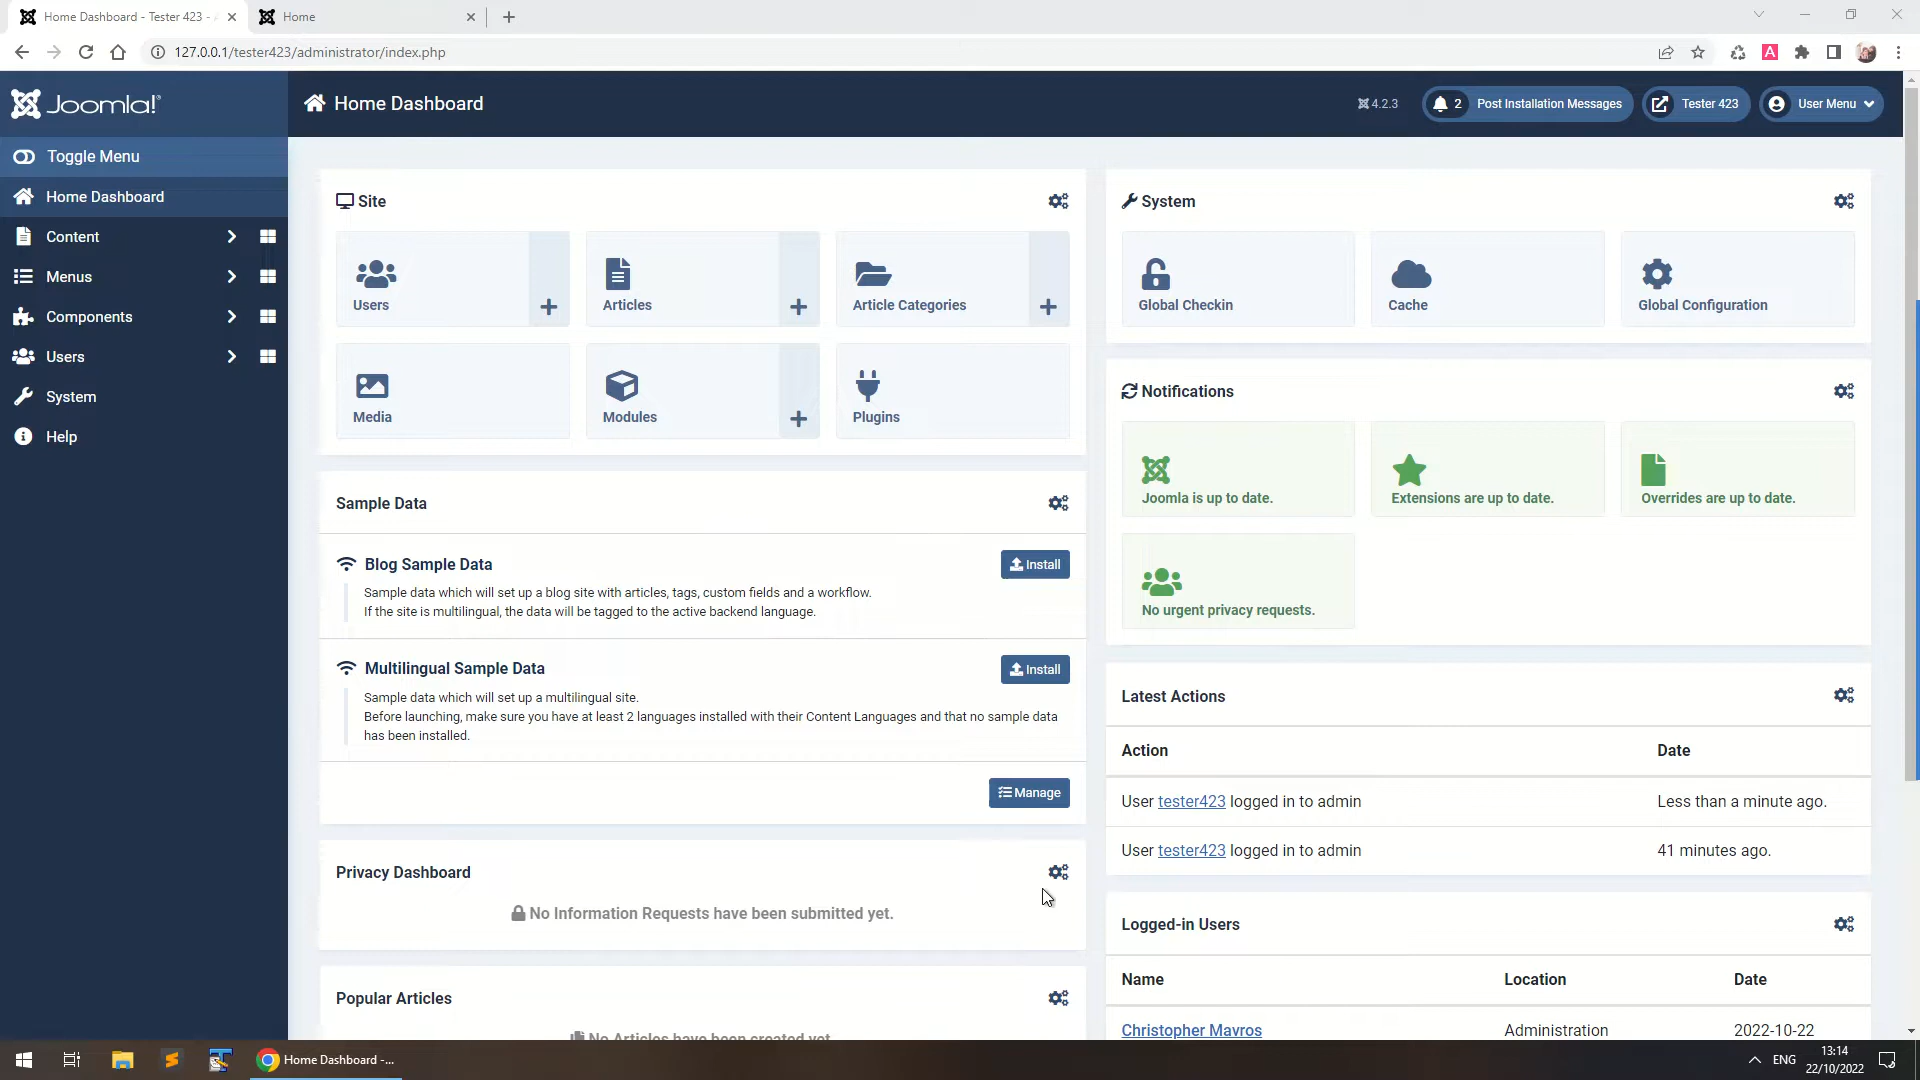 Home Dashboard - Tester 423 -
Home
127.0.0.1/tester423/administrator/index.php
Joomla!®
Home Dashboard
4.2.3
2 Post Installation Messages
Tester 423
User Menu
Toggle Menu
Home Dashboard
Content
Menus
Components
Users
System
Help
Site
Users
Articles
Article Categories
Media
Modules
Plugins
Sample Data
Blog Sample Data
Install
Sample data which will set up a blog site with articles, tags, custom fields and a workflow.
If the site is multilingual, the data will be tagged to the active backend language.
Multilingual Sample Data
Install
Sample data which will set up a multilingual site.
Before launching, make sure you have at least 2 languages installed with their Content Languages and that no sample data
has been installed.
Manage
Privacy Dashboard
No Information Requests have been submitted yet.
Popular Articles
No Articles have been created yet
System
Global Checkin
Cache
Global Configuration
Notifications
Joomla is up to date.
Extensions are up to date.
Overrides are up to date.
No urgent privacy requests.
Latest Actions
Action Date
User tester423 logged in to admin Less than a minute ago.
User tester423 logged in to admin 41 minutes ago.
Logged-in Users
Name Location Date
Christopher Mavros Administration 2022-10-22
Home Dashboard -...
ENG
13:14
22/10/2022